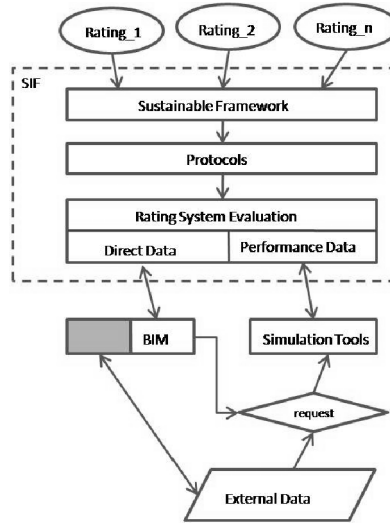 Rating_1
Rating_2
Rating_n
SIF
Sustainable Framework
Protocols
Rating System Evaluation
Direct Data
Performance Data
BIM
Simulation Tools
request
External Data